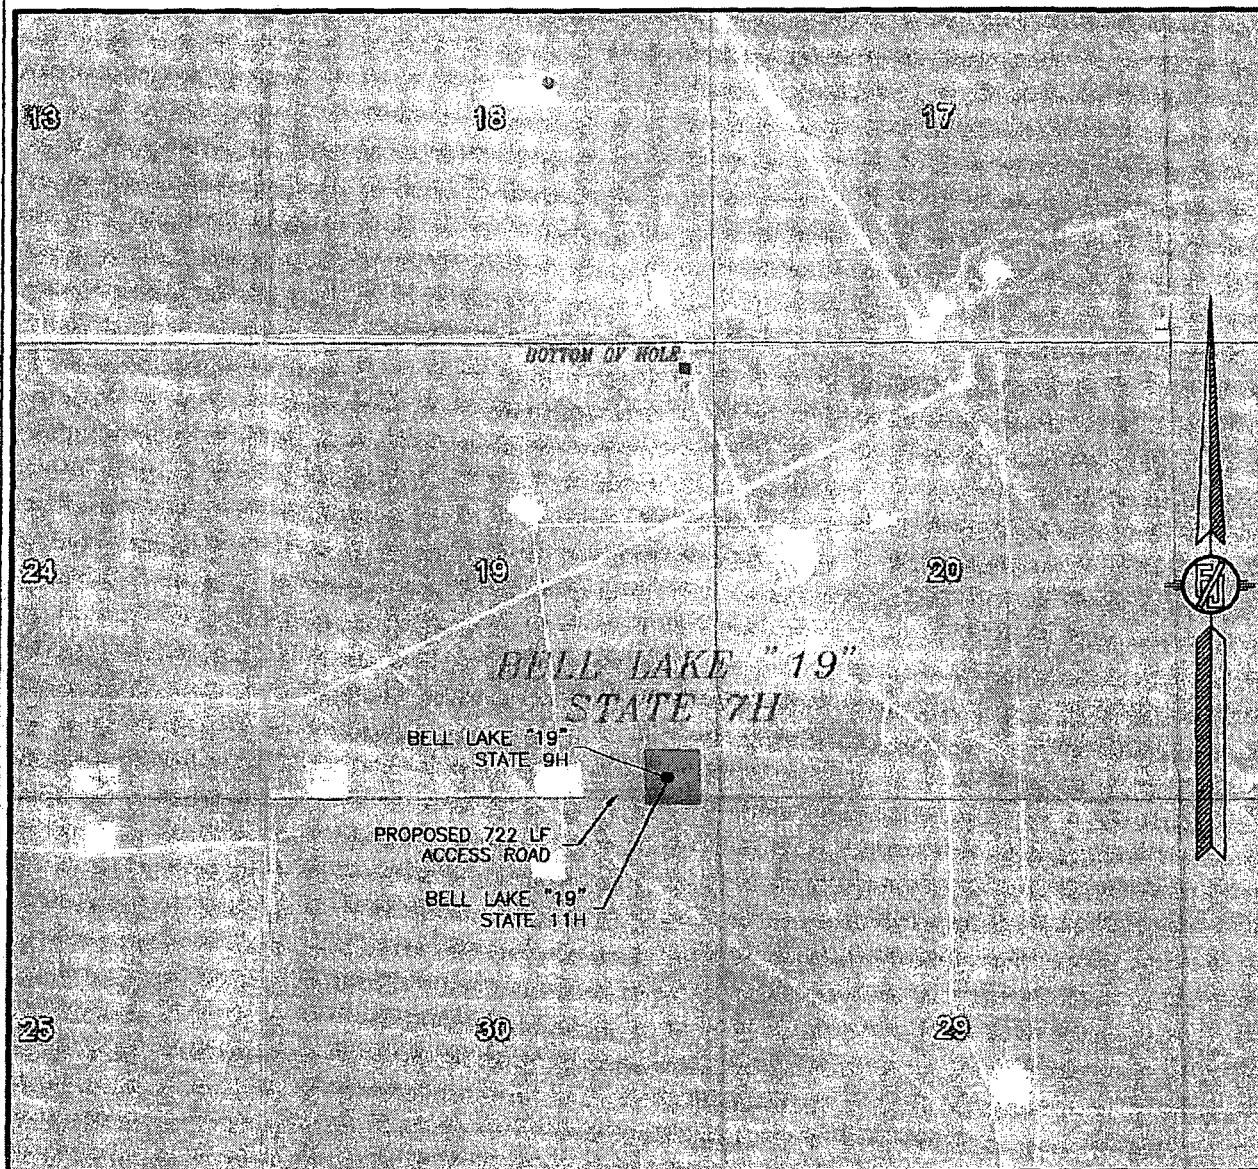 13
18
17
BOTTOM OF HOLE
24
19
20
BELL LAKE "19"
STATE 7H
BELL LAKE "19"
STATE 9H
PROPOSED 722 LF
ACCESS ROAD
BELL LAKE "19"
STATE 11H
25
30
29